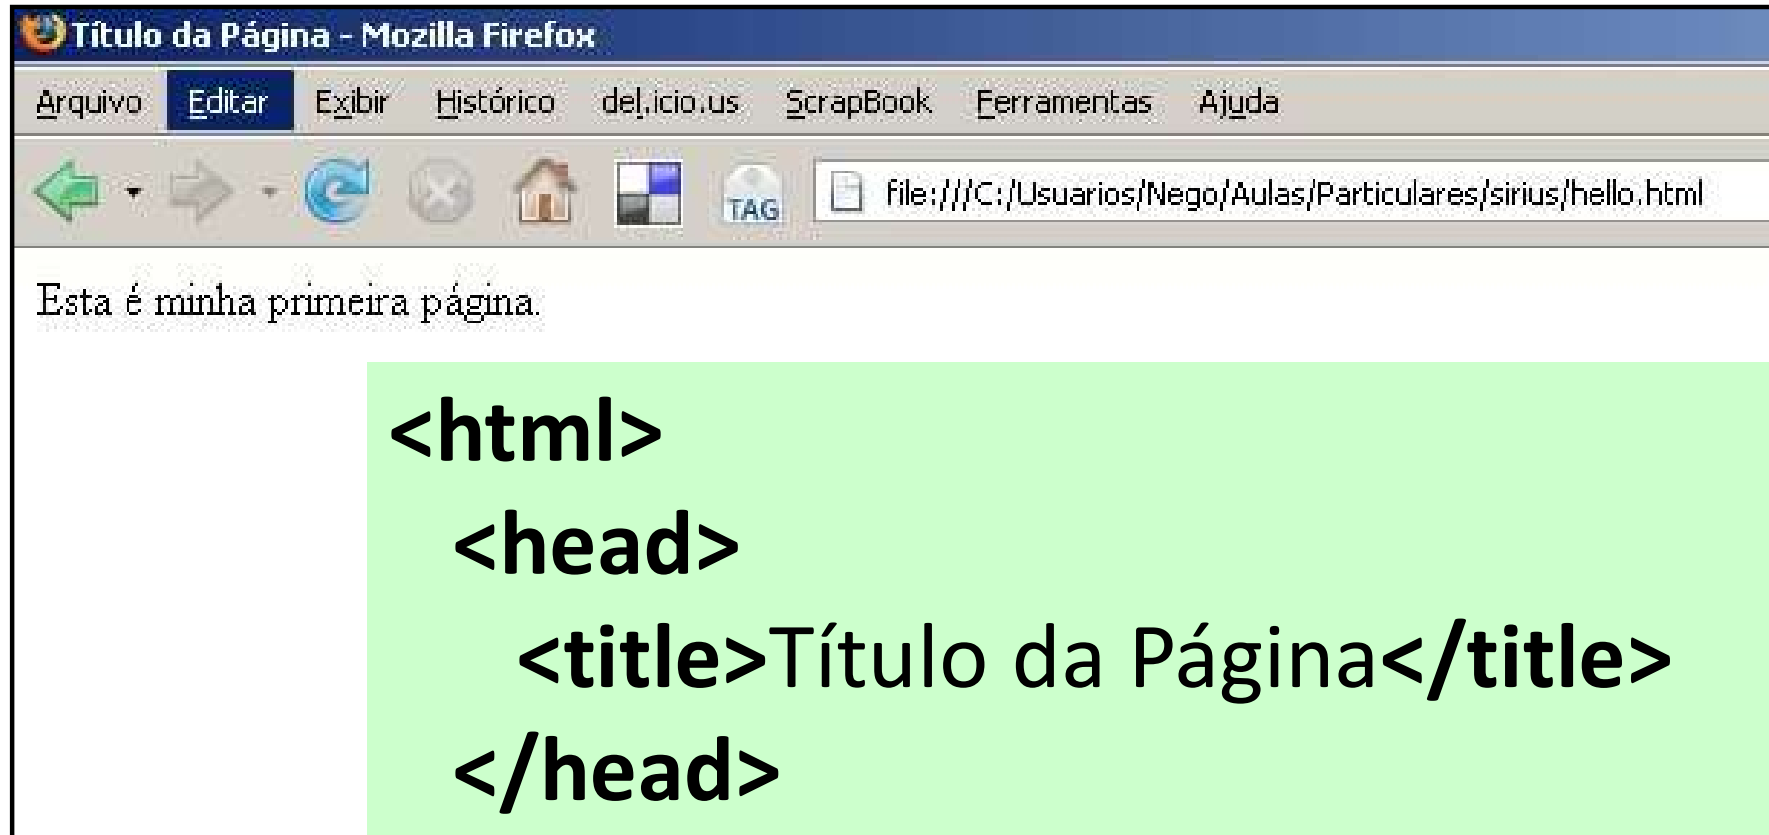 Título da Página - Mozilla Firefox
Arquivo Editar Exibir Histórico del.icio.us ScrapBook Ferramentas Ajuda
TAG file:///C:/Usuarios/Nego/Aulas/Particulares/sirius/hello.html
Esta é minha primeira página.
<html>
<head>
<title>Título da Página</title>
</head>